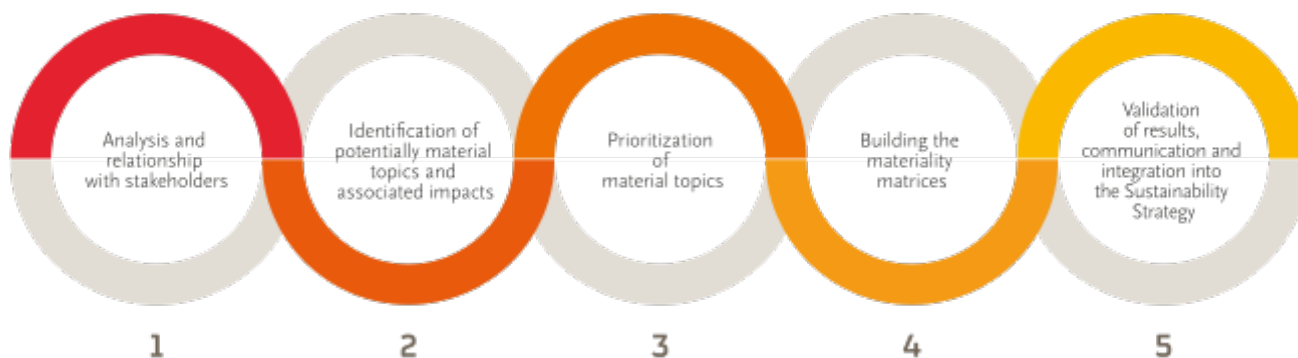 Analysis and
relationship
with stakeholders
Identification of
potentially material
topics and
associated impacts
Prioritization
of
material topics
Building the
materiality
matrices
Validation
of results,
communication and
integration into
the Sustainability
Strategy
1
2
3
4
5